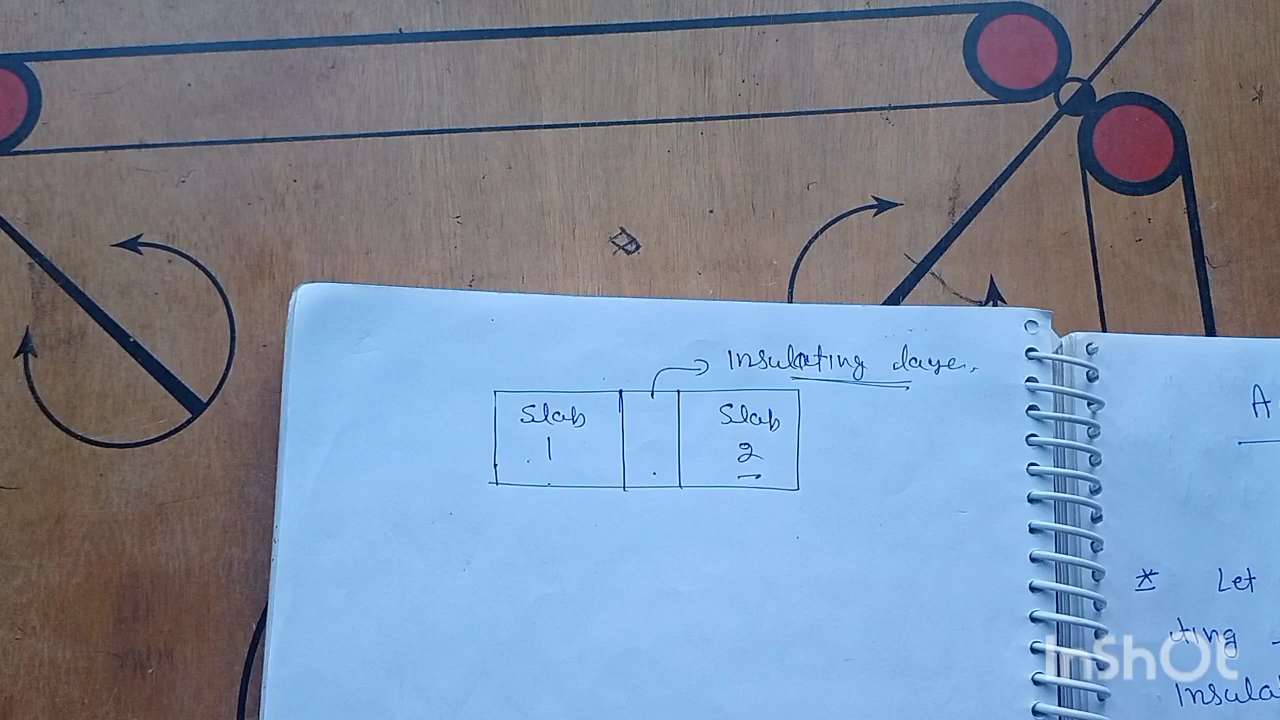 Insulating layer.
Slab
1
Slab
2
A
* Let
ting
Insula
InShot